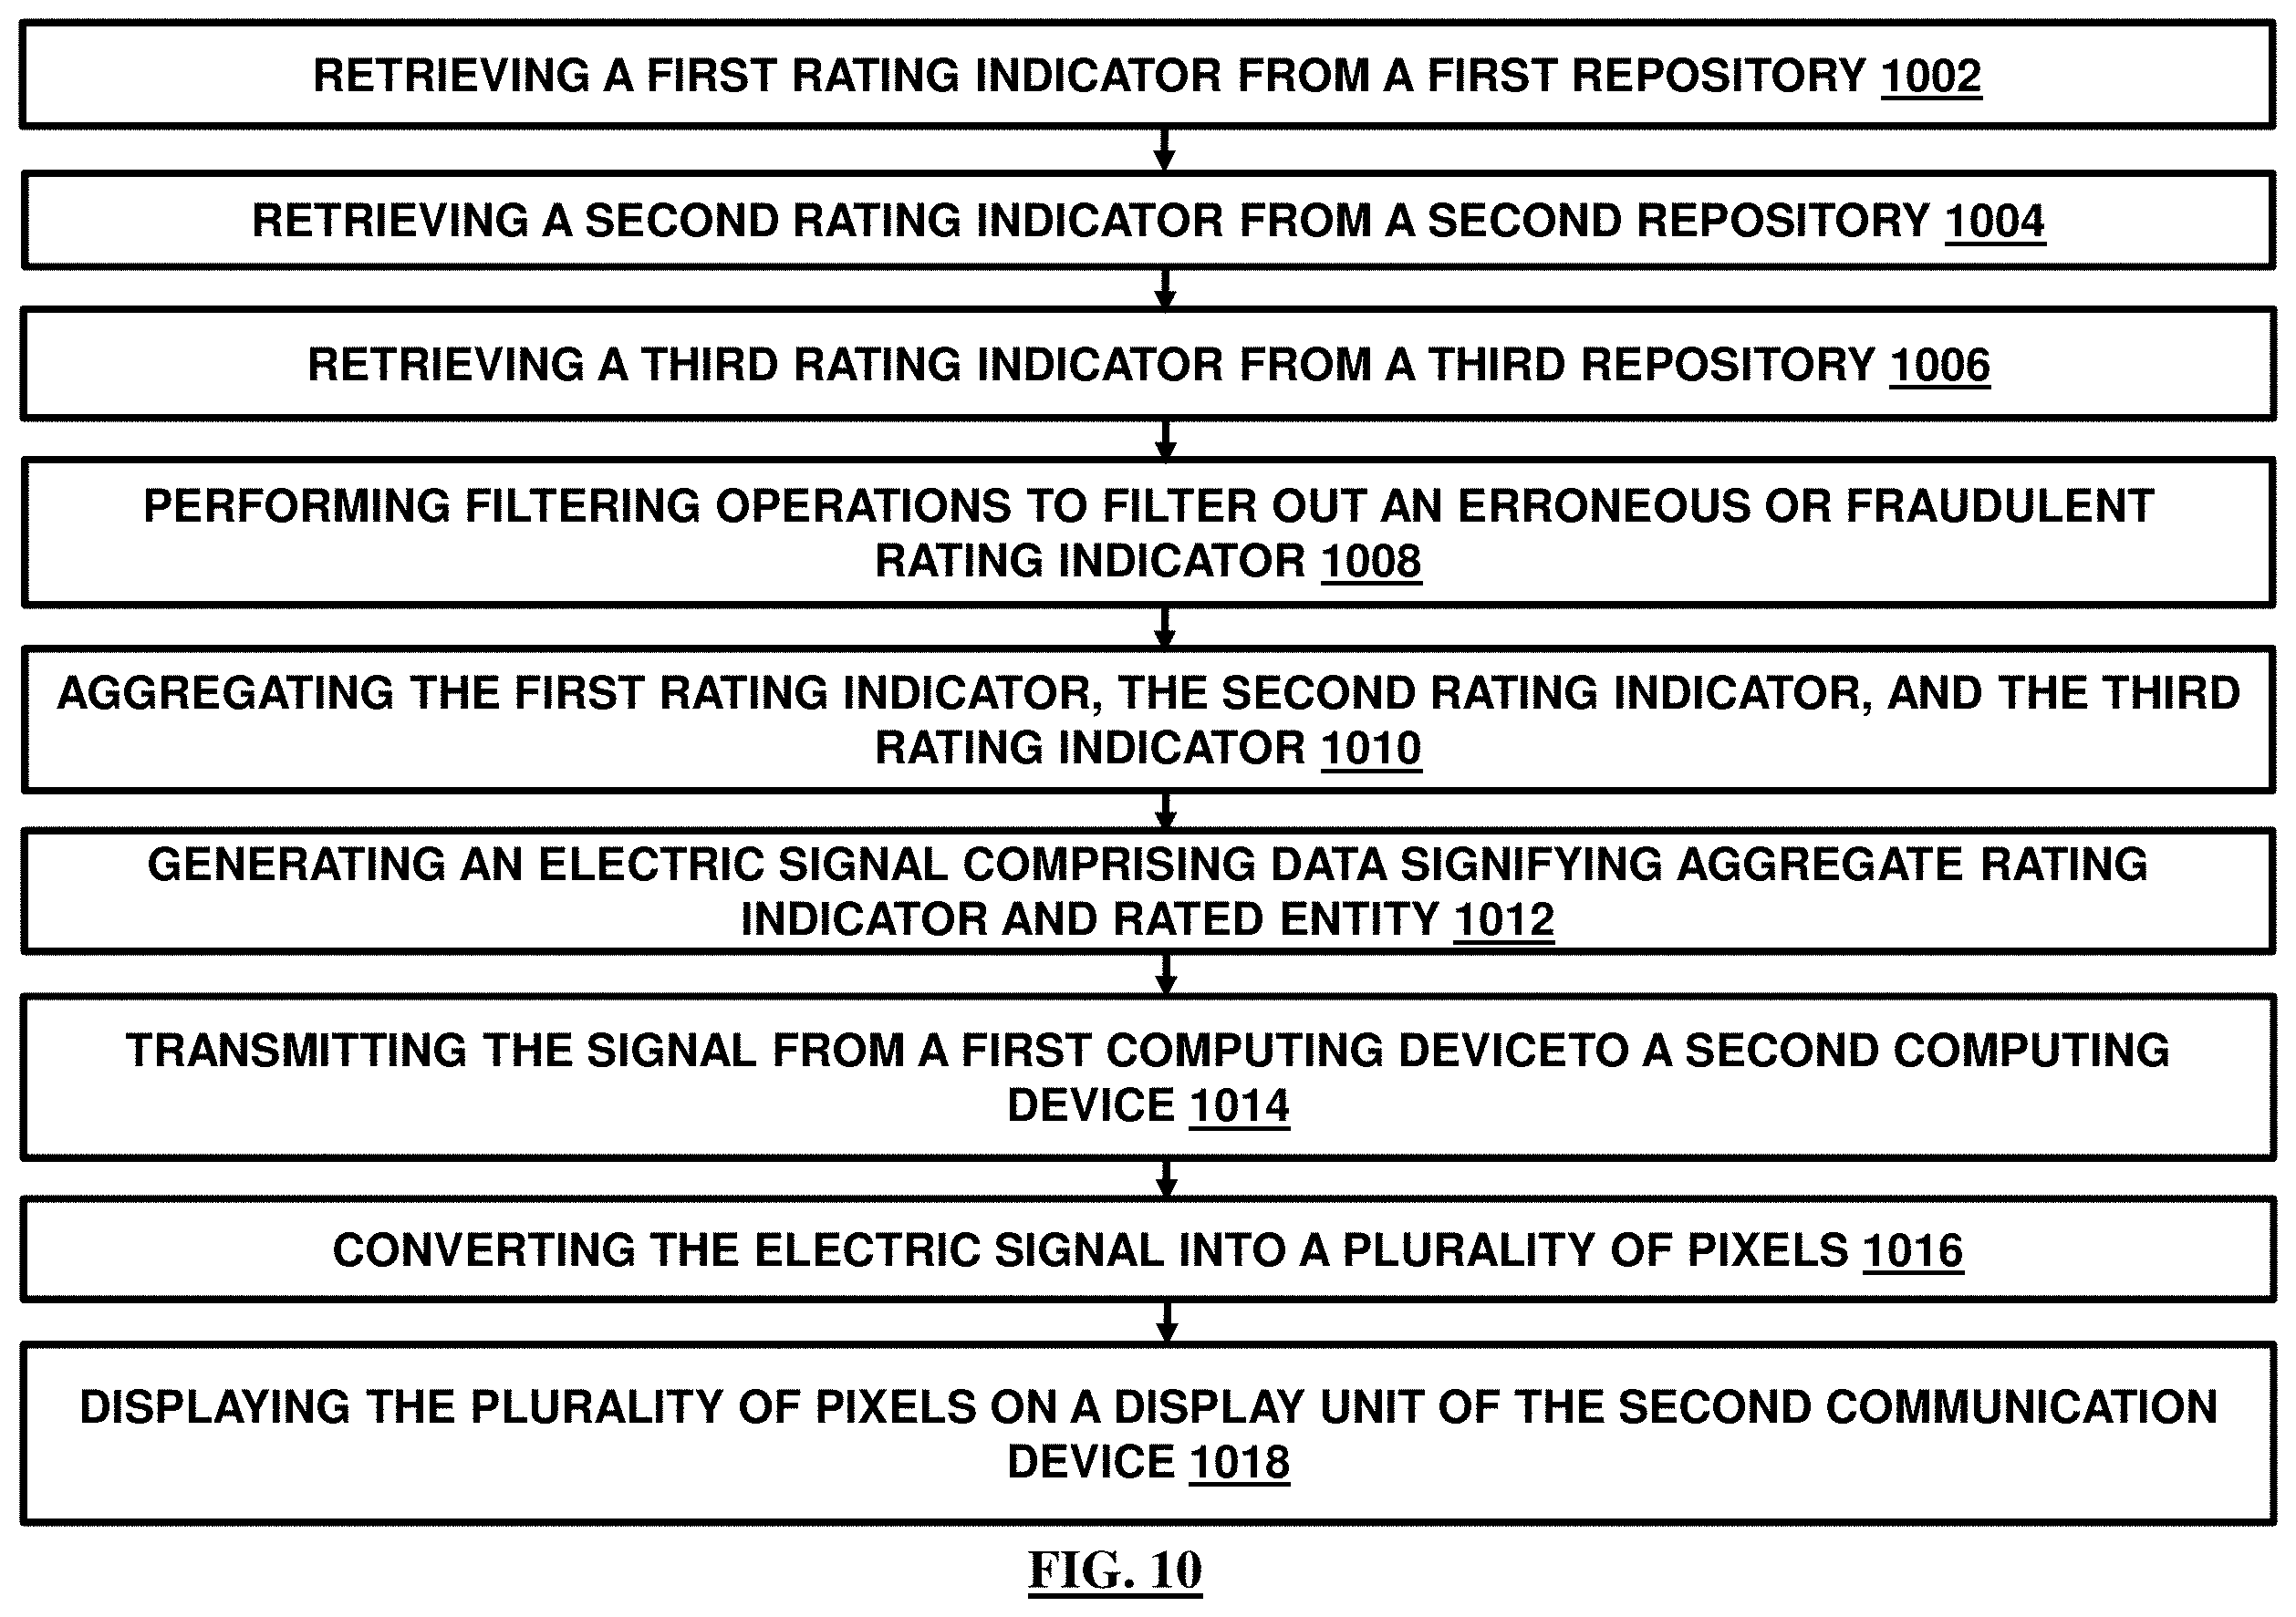 RETRIEVING A FIRST RATING INDICATOR FROM A FIRST REPOSITORY 1002
RETRIEVING A SECOND RATING INDICATOR FROM A SECOND REPOSITORY 1004
RETRIEVING A THIRD RATING INDICATOR FROM A THIRD REPOSITORY 1006
PERFORMING FILTERING OPERATIONS TO FILTER OUT AN ERRONEOUS OR FRAUDULENT
RATING INDICATOR 1008
AGGREGATING THE FIRST RATING INDICATOR, THE SECOND RATING INDICATOR, AND THE THIRD
RATING INDICATOR 1010
GENERATING AN ELECTRIC SIGNAL COMPRISING DATA SIGNIFYING AGGREGATE RATING
INDICATOR AND RATED ENTITY 1012
TRANSMITTING THE SIGNAL FROM A FIRST COMPUTING DEVICETO A SECOND COMPUTING
DEVICE 1014
CONVERTING THE ELECTRIC SIGNAL INTO A PLURALITY OF PIXELS 1016
DISPLAYING THE PLURALITY OF PIXELS ON A DISPLAY UNIT OF THE SECOND COMMUNICATION
DEVICE 1018
FIG. 10